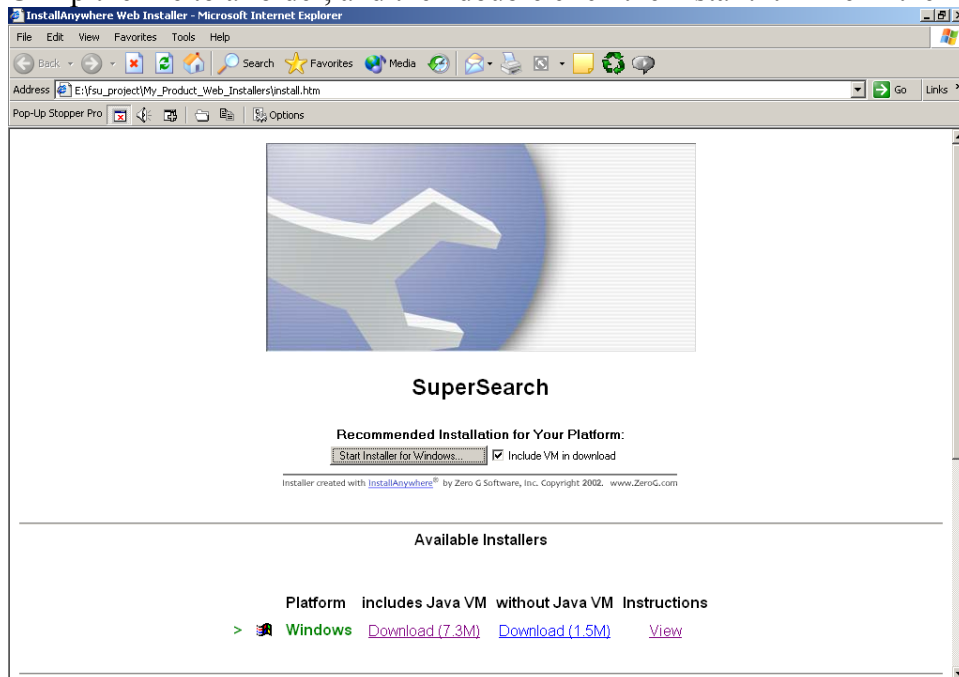 InstallAnywhere Web Installer - Microsoft Internet Explorer
File Edit View Favorites Tools Help
Back Search Favorites Media
Address E:\fsu_project\My_Product_Web_Installers\install.htm Go Links
Pop-Up Stopper Pro Options
SuperSearch
Recommended Installation for Your Platform:
Start Installer for Windows... Include VM in download
Installer created with InstallAnywhere® by Zero G Software, Inc. Copyright 2002. www.ZeroG.com
Available Installers
Platform includes Java VM without Java VM Instructions
> Windows Download (7.3M) Download (1.5M) View